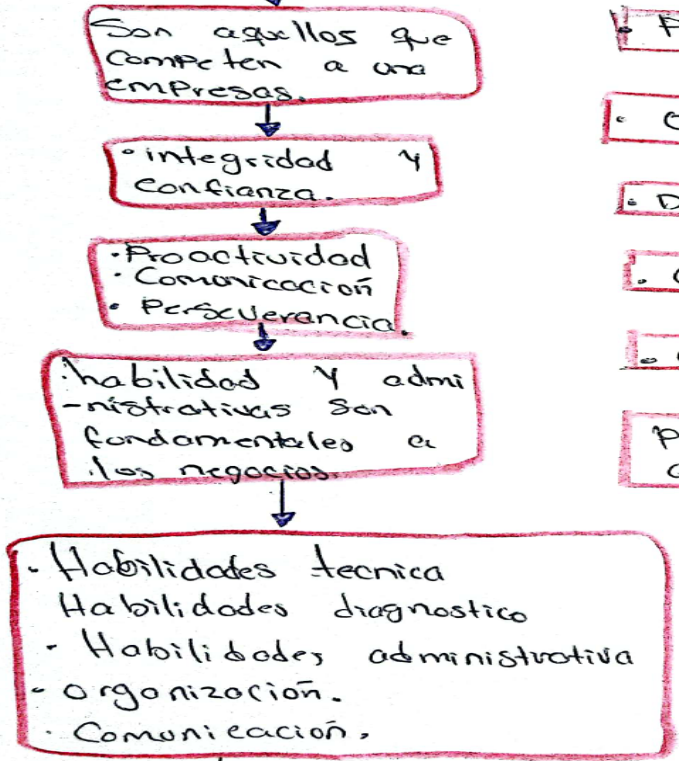 Son aquellos que
competen a una
empresas.
• integridad y
confianza.
• Proactividad
• Comunicación
• Perseverancia.
• habilidad y admi
-nistrativas son
fundamentales a
los negocios
• Habilidades tecnica
Habilidades diagnostico
• Habilidades administrativa
• organización.
• Comunicación.